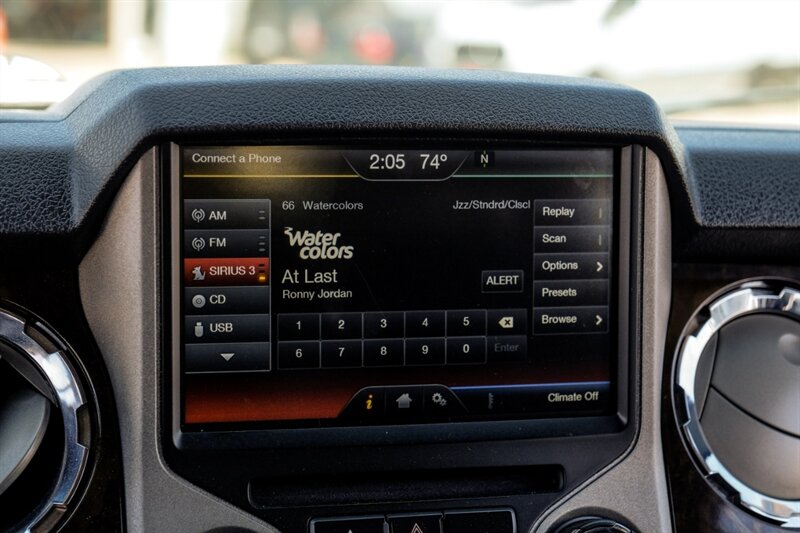 Connect a Phone
2:05 74° N
66 Watercolors Jzz/Stndrd/Clscl
AM
FM
SIRIUS 3
CD
USB
Water
colors
At Last
Ronny Jordan
ALERT
1 2 3 4 5
6 7 8 9 0 Enter
Replay
Scan
Options
Presets
Browse
i
Climate Off